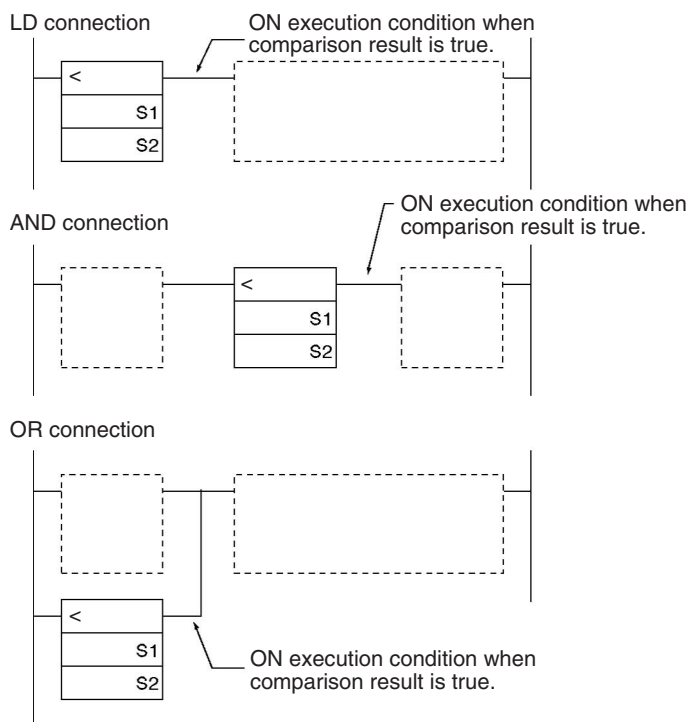 LD connection
ON execution condition when
comparison result is true.
<
S1
S2
AND connection
ON execution condition when
comparison result is true.
<
S1
S2
OR connection
<
S1
S2
ON execution condition when
comparison result is true.